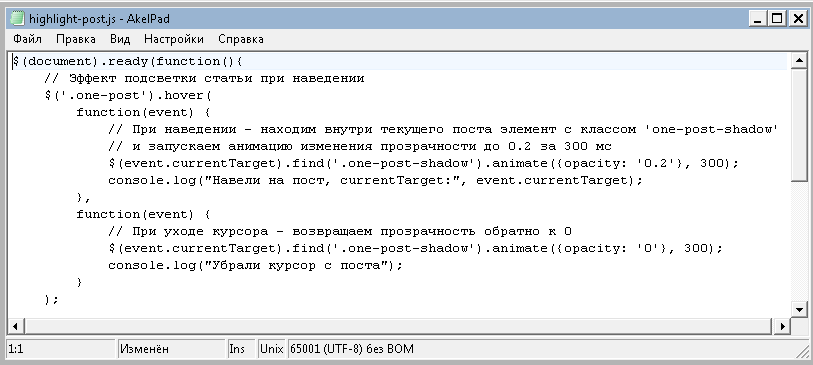 highlight-post.js - AkelPad
Файл Правка Вид Настройки Справка
$(document).ready(function(){
    // Эффект подсветки статьи при наведении
    $('.one-post').hover(
        function(event) {
            // При наведении - находим внутри текущего поста элемент с классом 'one-post-shadow'
            // и запускаем анимацию изменения прозрачности до 0.2 за 300 мс
            $(event.currentTarget).find('.one-post-shadow').animate({opacity: '0.2'}, 300);
            console.log("Навели на пост, currentTarget:", event.currentTarget);
        },
        function(event) {
            // При уходе курсора - возвращаем прозрачность обратно к 0
            $(event.currentTarget).find('.one-post-shadow').animate({opacity: '0'}, 300);
            console.log("Убрали курсор с поста");
        }
    );
1:1 Изменён Ins Unix 65001 (UTF-8) без BOM